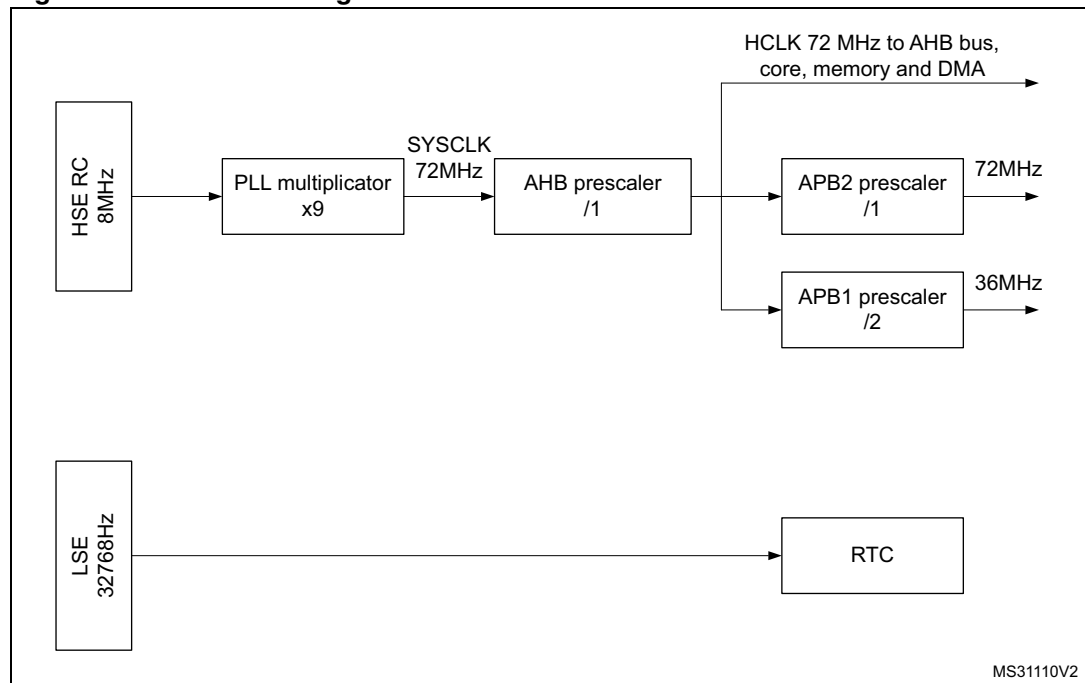 HCLK 72 MHz to AHB bus,
core, memory and DMA
HSE RC
8MHz
PLL multiplicator
x9
SYSCLK
72MHz
AHB prescaler
/1
APB2 prescaler
/1
72MHz
APB1 prescaler
/2
36MHz
LSE
32768Hz
RTC
MS31110V2